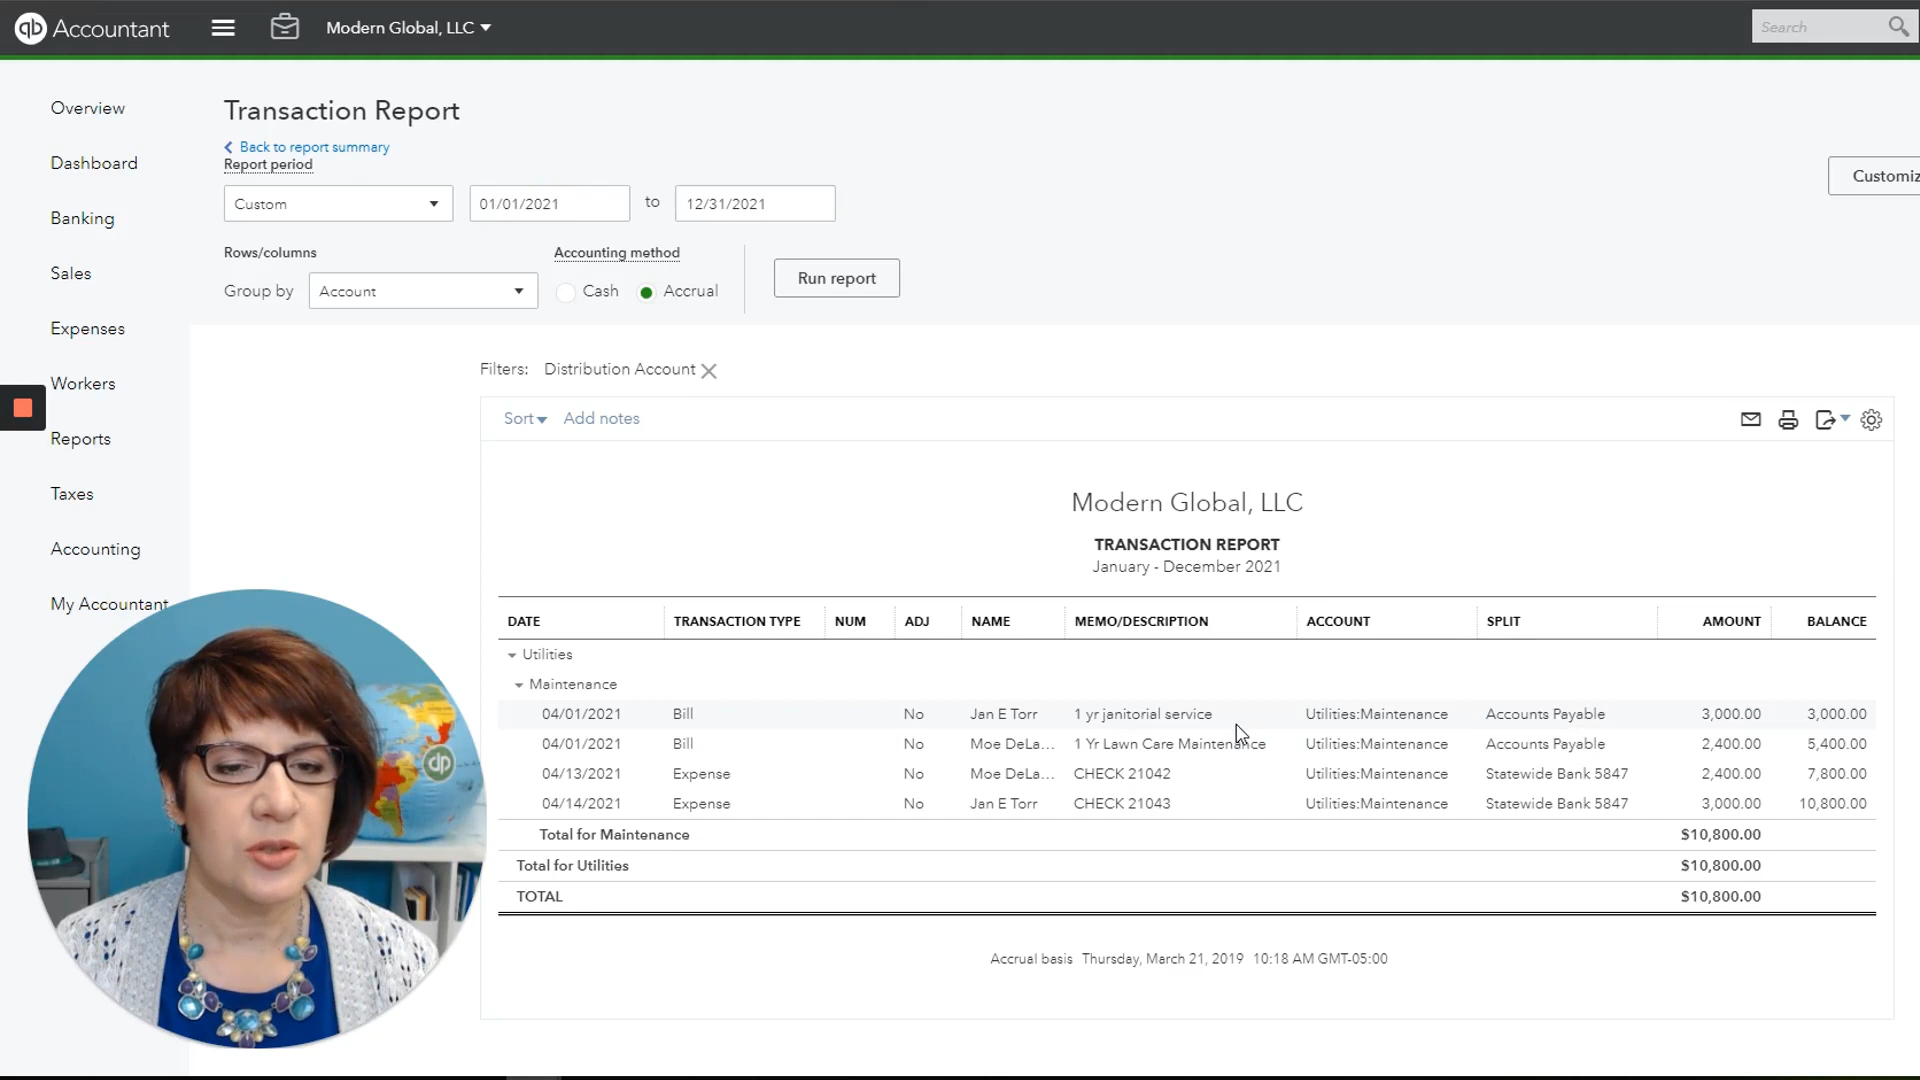 qb Accountant
Modern Global, LLC
Search
Overview
Dashboard
Banking
Sales
Expenses
Workers
Reports
Taxes
Accounting
My Accountant
Transaction Report
Back to report summary
Report period
Custom 01/01/2021 to 12/31/2021
Customiz
Rows/columns Accounting method
Group by Account Cash Accrual Run report
Filters: Distribution Account
Sort Add notes
Modern Global, LLC
TRANSACTION REPORT
January - December 2021
DATE TRANSACTION TYPE NUM ADJ NAME MEMO/DESCRIPTION ACCOUNT SPLIT AMOUNT BALANCE
Utilities
Maintenance
04/01/2021 Bill No Jan E Torr 1 yr janitorial service Utilities:Maintenance Accounts Payable 3,000.00 3,000.00
04/01/2021 Bill No Moe DeLa... 1 Yr Lawn Care Maintenance Utilities:Maintenance Accounts Payable 2,400.00 5,400.00
04/13/2021 Expense No Moe DeLa... CHECK 21042 Utilities:Maintenance Statewide Bank 5847 2,400.00 7,800.00
04/14/2021 Expense No Jan E Torr CHECK 21043 Utilities:Maintenance Statewide Bank 5847 3,000.00 10,800.00
Total for Maintenance $10,800.00
Total for Utilities $10,800.00
TOTAL $10,800.00
Accrual basis Thursday, March 21, 2019 10:18 AM GMT-05:00
dp